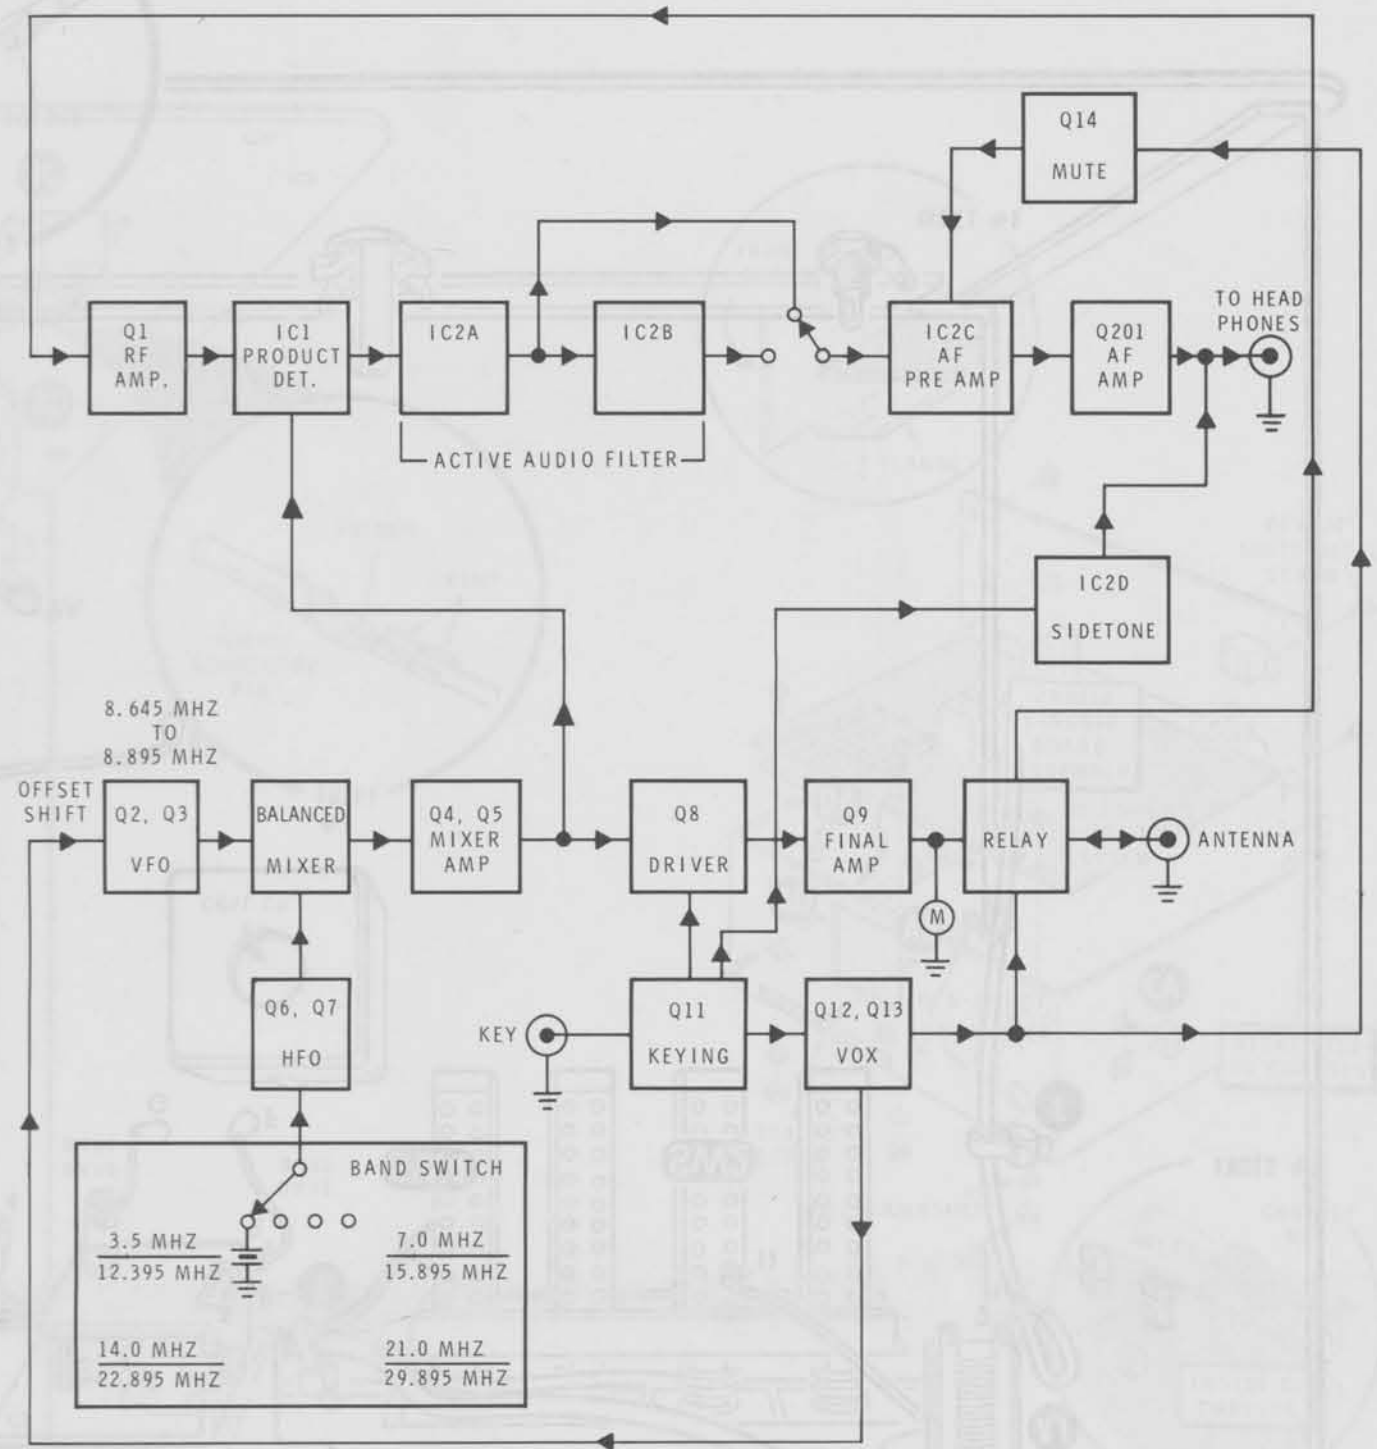 Q14
MUTE
Q1
RF
AMP.
IC1
PRODUCT
DET.
IC2A
IC2B
IC2C
AF
PRE AMP
Q201
AF
AMP
TO HEAD
PHONES
ACTIVE AUDIO FILTER
IC2D
SIDETONE
8.645 MHZ
TO
8.895 MHZ
OFFSET
SHIFT
Q2, Q3
VFO
BALANCED
MIXER
Q4, Q5
MIXER
AMP
Q8
DRIVER
Q9
FINAL
AMP
RELAY
ANTENNA
M
Q6, Q7
HFO
KEY
Q11
KEYING
Q12, Q13
VOX
BAND SWITCH
3.5 MHZ
12.395 MHZ
7.0 MHZ
15.895 MHZ
14.0 MHZ
22.895 MHZ
21.0 MHZ
29.895 MHZ